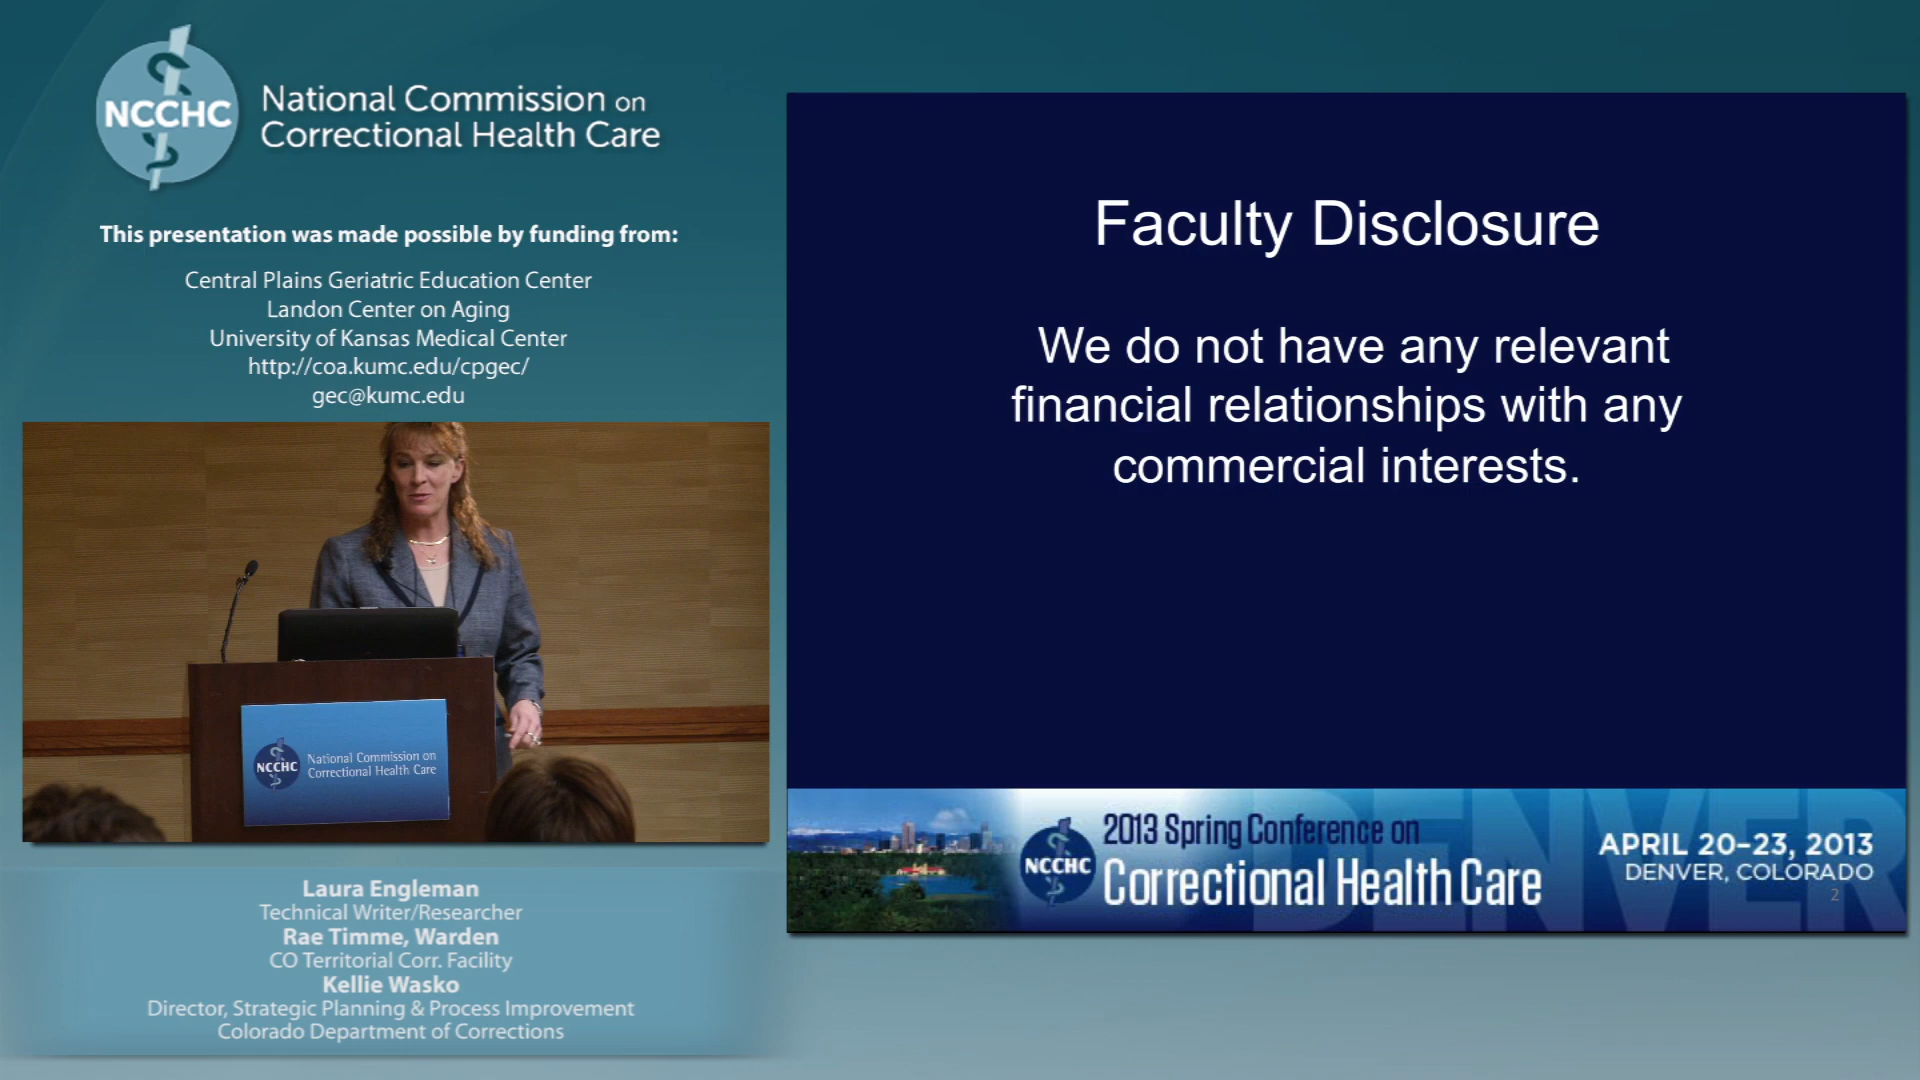 NCCHC
National Commission on
Correctional Health Care
This presentation was made possible by funding from:
Central Plains Geriatric Education Center
Landon Center on Aging
University of Kansas Medical Center
http://coa.kumc.edu/cpgec/
gec@kumc.edu
NCCHC
National Commission on
Correctional Health Care
Laura Engleman
Technical Writer/Researcher
Rae Timme, Warden
CO Territorial Corr. Facility
Kellie Wasko
Director, Strategic Planning & Process Improvement
Colorado Department of Corrections
Faculty Disclosure
We do not have any relevant
financial relationships with any
commercial interests.
DENVER
NCCHC
2013 Spring Conference on
Correctional Health Care
APRIL 20–23, 2013
DENVER, COLORADO
2